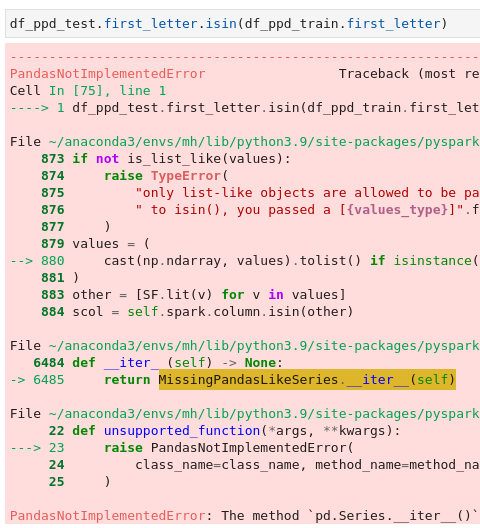 df_ppd_test.first_letter.isin(df_ppd_train.first_letter)
---------------------------------------------------------------------------
PandasNotImplementedError                 Traceback (most re
Cell In [75], line 1
----> 1 df_ppd_test.first_letter.isin(df_ppd_train.first_let
File ~/anaconda3/envs/mh/lib/python3.9/site-packages/pyspark
    873 if not is_list_like(values):
    874     raise TypeError(
    875         "only list-like objects are allowed to be pa
    876         " to isin(), you passed a [{values_type}]".f
    877     )
    879 values = (
--> 880     cast(np.ndarray, values).tolist() if isinstance(
    881 )
    883 other = [SF.lit(v) for v in values]
    884 scol = self.spark.column.isin(other)
File ~/anaconda3/envs/mh/lib/python3.9/site-packages/pyspark
   6484 def __iter__(self) -> None:
-> 6485     return MissingPandasLikeSeries.__iter__(self)
File ~/anaconda3/envs/mh/lib/python3.9/site-packages/pyspark
     22 def unsupported_function(*args, **kwargs):
---> 23     raise PandasNotImplementedError(
     24         class_name=class_name, method_name=method_na
     25     )
PandasNotImplementedError: The method `pd.Series.__iter__()`